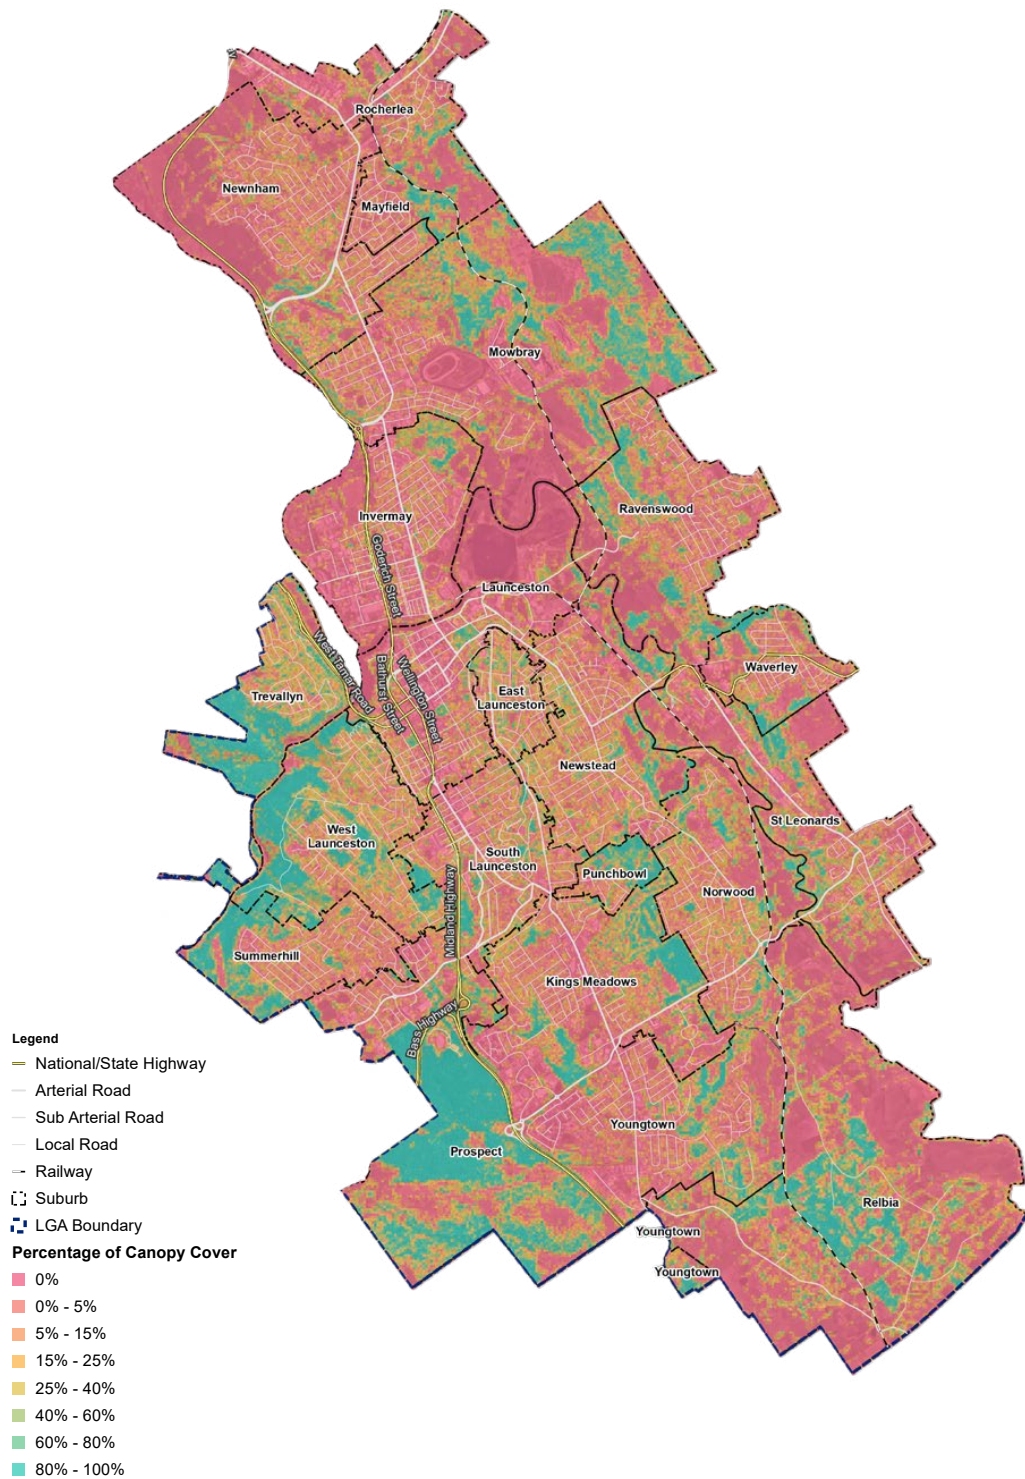 Rocherlea
Newnham
Mayfield
Mowbray
Ravenswood
Invermay
Goderich Street
Launceston
West Tamar Road
Bathurst Street
Wellington Street
Waverley
Trevallyn
East
Launceston
Newstead
St Leonards
West
Launceston
South
Launceston
Punchbowl
Norwood
Midland Highway
Summerhill
Kings Meadows
Bass Highway
Youngtown
Prospect
Relbia
Youngtown
Youngtown
Legend
National/State Highway
Arterial Road
Sub Arterial Road
Local Road
Railway
Suburb
LGA Boundary
Percentage of Canopy Cover
0%
0% - 5%
5% - 15%
15% - 25%
25% - 40%
40% - 60%
60% - 80%
80% - 100%